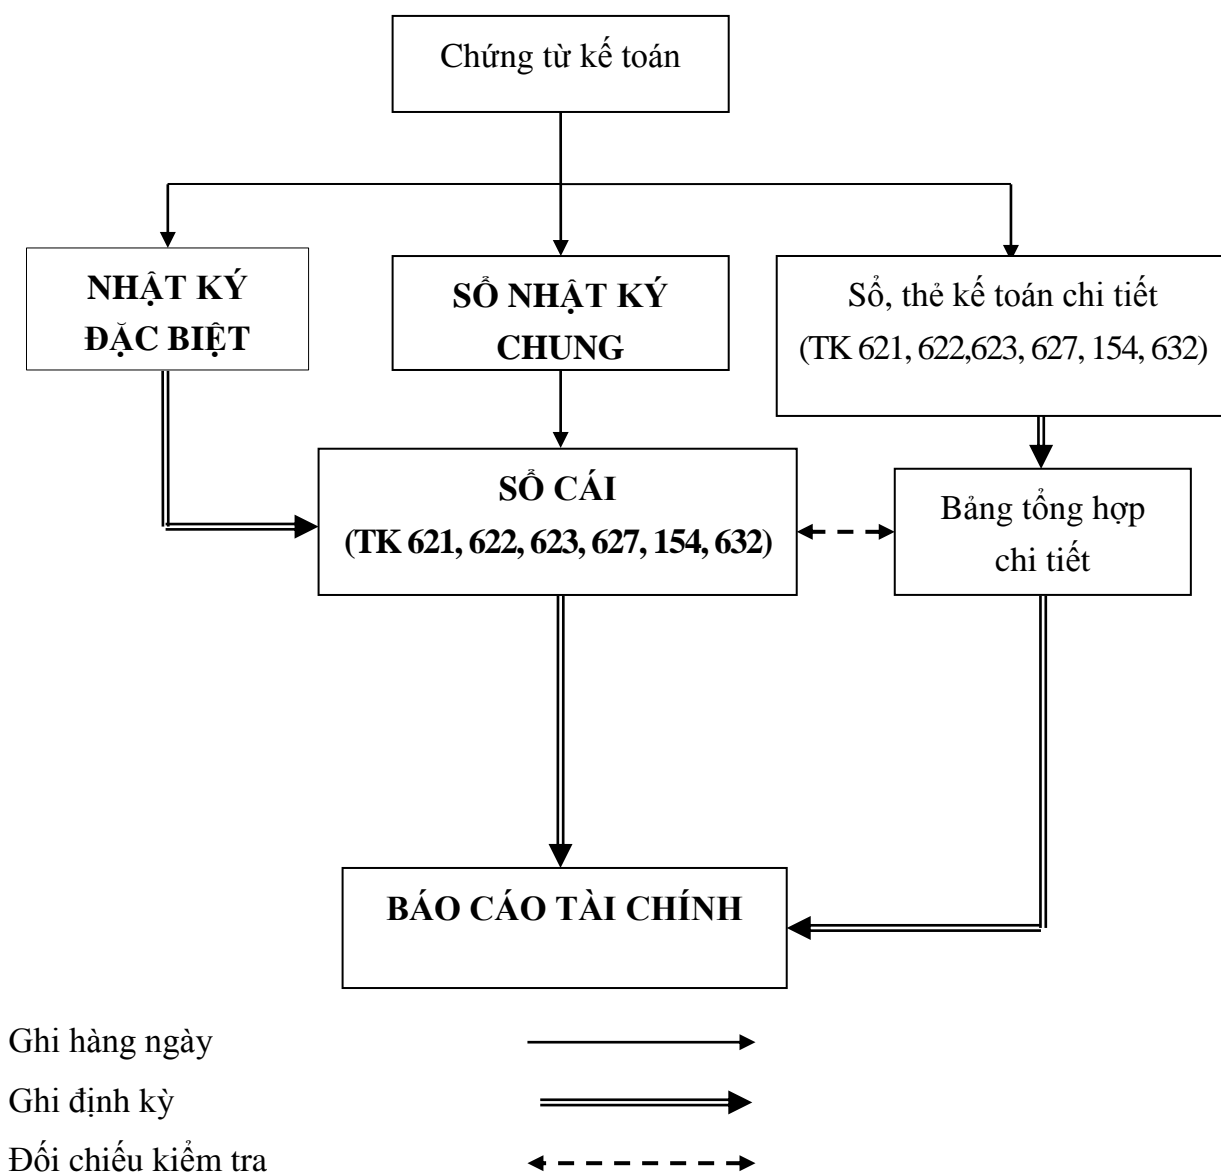 Chứng từ kế toán
NHẬT KÝ
ĐẶC BIỆT
SỔ NHẬT KÝ
CHUNG
Sổ, thẻ kế toán chi tiết
(TK 621, 622,623, 627, 154, 632)
SỔ CÁI
(TK 621, 622, 623, 627, 154, 632)
Bảng tổng hợp
chi tiết
BÁO CÁO TÀI CHÍNH
Ghi hàng ngày
Ghi định kỳ
Đối chiếu kiểm tra